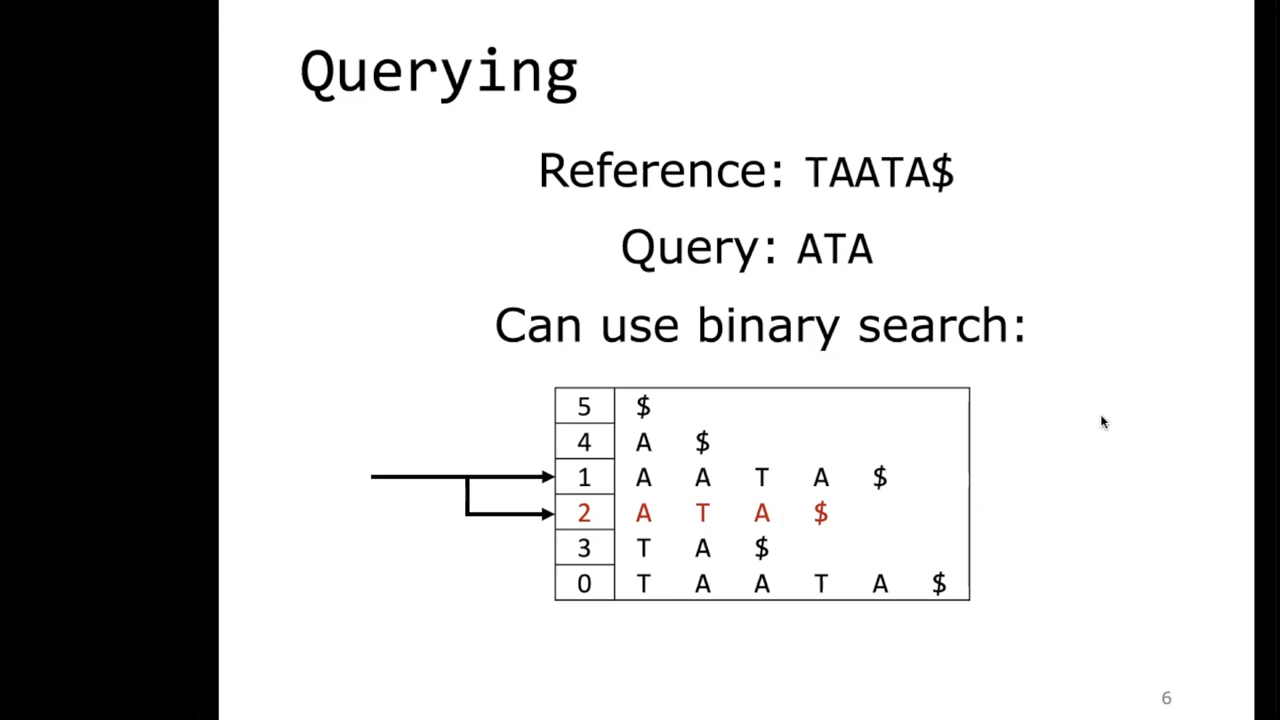 Querying
Reference: TAATA$
Query: ATA
Can use binary search:
5 $
4 A $
1 A A T A $
2 A T A $
3 T A $
0 T A A T A $
6